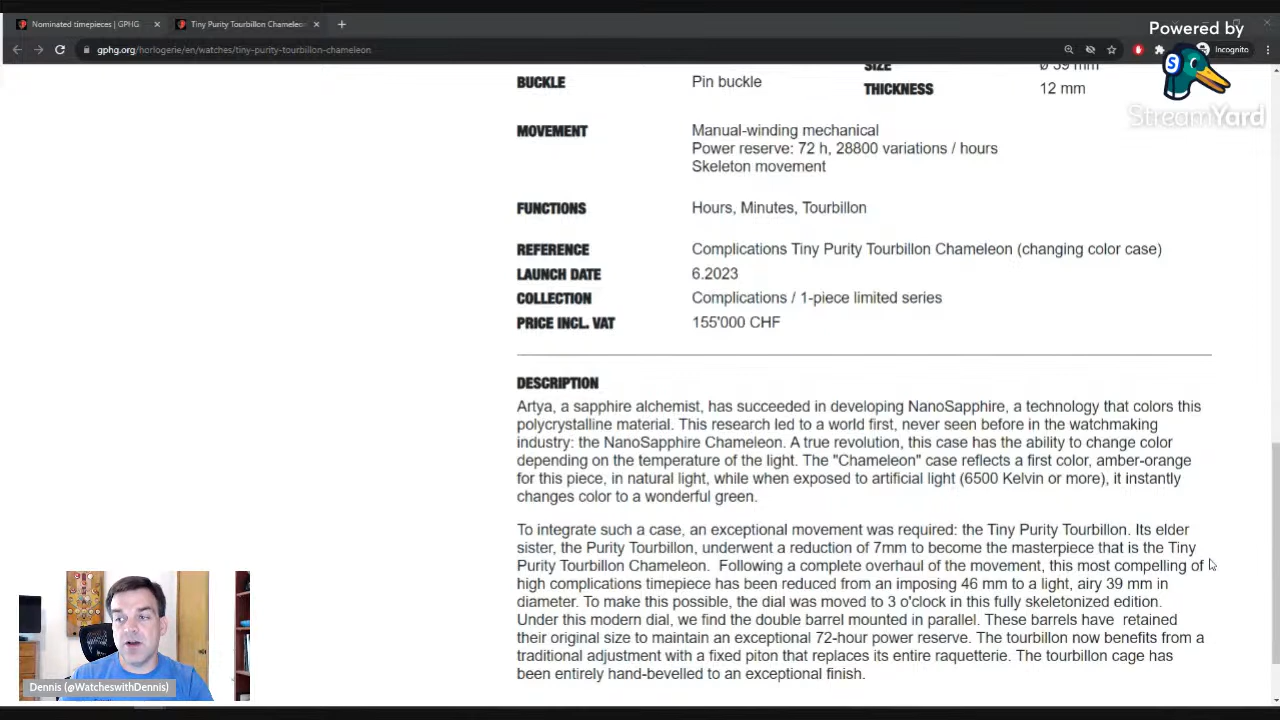 Nominated timepieces | GPHG
Tiny Purity Tourbillon Chameleon
gphg.org/horlogerie/en/watches/tiny-purity-tourbillon-chameleon
Incognito
Powered by
S
StreamYard
SIZE ø 39 mm
BUCKLE Pin buckle THICKNESS 12 mm
MOVEMENT Manual-winding mechanical
Power reserve: 72 h, 28800 variations / hours
Skeleton movement
FUNCTIONS Hours, Minutes, Tourbillon
REFERENCE Complications Tiny Purity Tourbillon Chameleon (changing color case)
LAUNCH DATE 6.2023
COLLECTION Complications / 1-piece limited series
PRICE INCL. VAT 155'000 CHF
DESCRIPTION
Artya, a sapphire alchemist, has succeeded in developing NanoSapphire, a technology that colors this
polycrystalline material. This research led to a world first, never seen before in the watchmaking
industry: the NanoSapphire Chameleon. A true revolution, this case has the ability to change color
depending on the temperature of the light. The "Chameleon" case reflects a first color, amber-orange
for this piece, in natural light, while when exposed to artificial light (6500 Kelvin or more), it instantly
changes color to a wonderful green.
To integrate such a case, an exceptional movement was required: the Tiny Purity Tourbillon. Its elder
sister, the Purity Tourbillon, underwent a reduction of 7mm to become the masterpiece that is the Tiny
Purity Tourbillon Chameleon. Following a complete overhaul of the movement, this most compelling of
high complications timepiece has been reduced from an imposing 46 mm to a light, airy 39 mm in
diameter. To make this possible, the dial was moved to 3 o'clock in this fully skeletonized edition.
Under this modern dial, we find the double barrel mounted in parallel. These barrels have retained
their original size to maintain an exceptional 72-hour power reserve. The tourbillon now benefits from a
traditional adjustment with a fixed piton that replaces its entire raquetterie. The tourbillon cage has
been entirely hand-bevelled to an exceptional finish.
Dennis (@WatcheswithDennis)